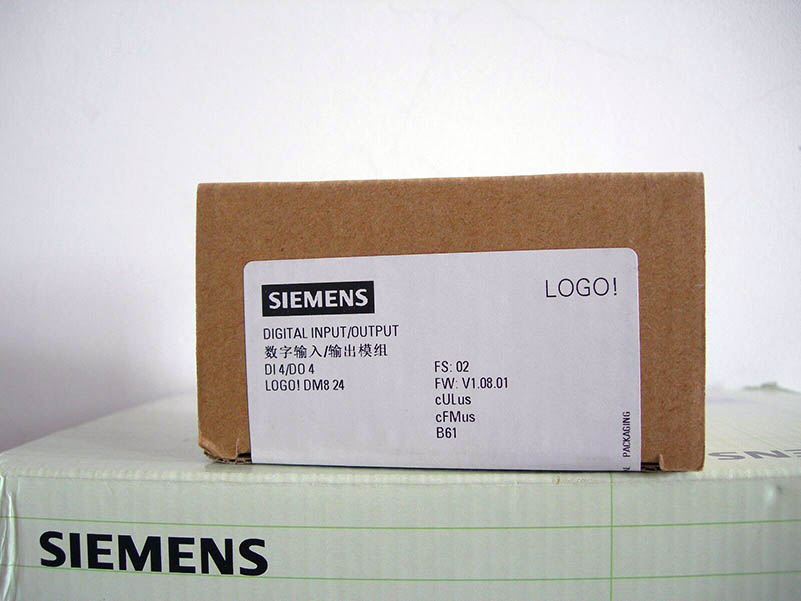 SIEMENS
LOGO!
DIGITAL INPUT/OUTPUT
数字输入/输出模组
DI 4/DO 4
LOGO! DM8 24
FS: 02
FW: V1.08.01
cULus
cFMus
B61
PACKAGING
SIEMENS